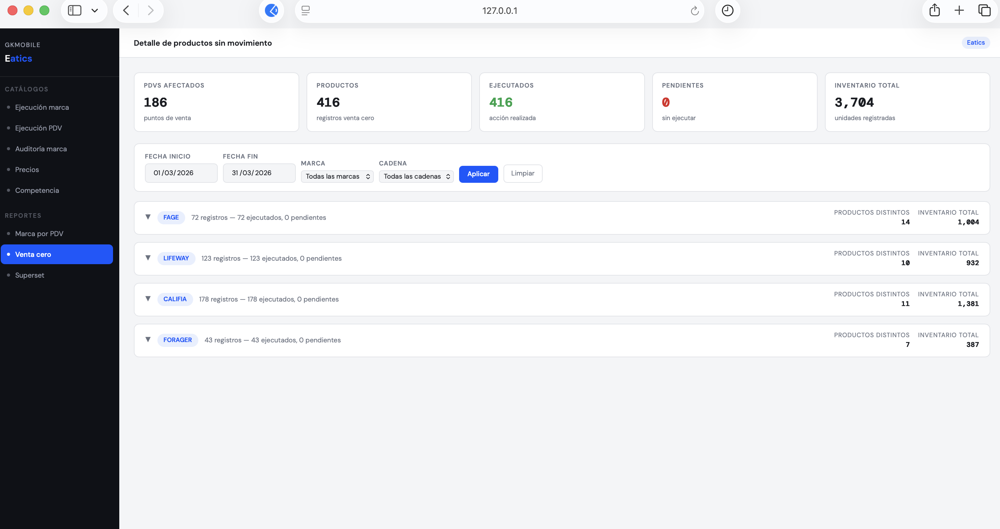 127.0.0.1
GKMOBILE
Eatics
CATÁLOGOS
Ejecución marca
Ejecución PDV
Auditoría marca
Precios
Competencia
REPORTES
Marca por PDV
Venta cero
Superset
Detalle de productos sin movimiento
Eatics
PDVS AFECTADOS
186
puntos de venta
PRODUCTOS
416
registros venta cero
EJECUTADOS
416
acción realizada
PENDIENTES
0
sin ejecutar
INVENTARIO TOTAL
3,704
unidades registradas
FECHA INICIO
01/03/2026
FECHA FIN
31/03/2026
MARCA
Todas las marcas
CADENA
Todas las cadenas
Aplicar
Limpiar
FAGE 72 registros — 72 ejecutados, 0 pendientes
PRODUCTOS DISTINTOS
14
INVENTARIO TOTAL
1,004
LIFEWAY 123 registros — 123 ejecutados, 0 pendientes
PRODUCTOS DISTINTOS
10
INVENTARIO TOTAL
932
CALIFIA 178 registros — 178 ejecutados, 0 pendientes
PRODUCTOS DISTINTOS
11
INVENTARIO TOTAL
1,381
FORAGER 43 registros — 43 ejecutados, 0 pendientes
PRODUCTOS DISTINTOS
7
INVENTARIO TOTAL
387